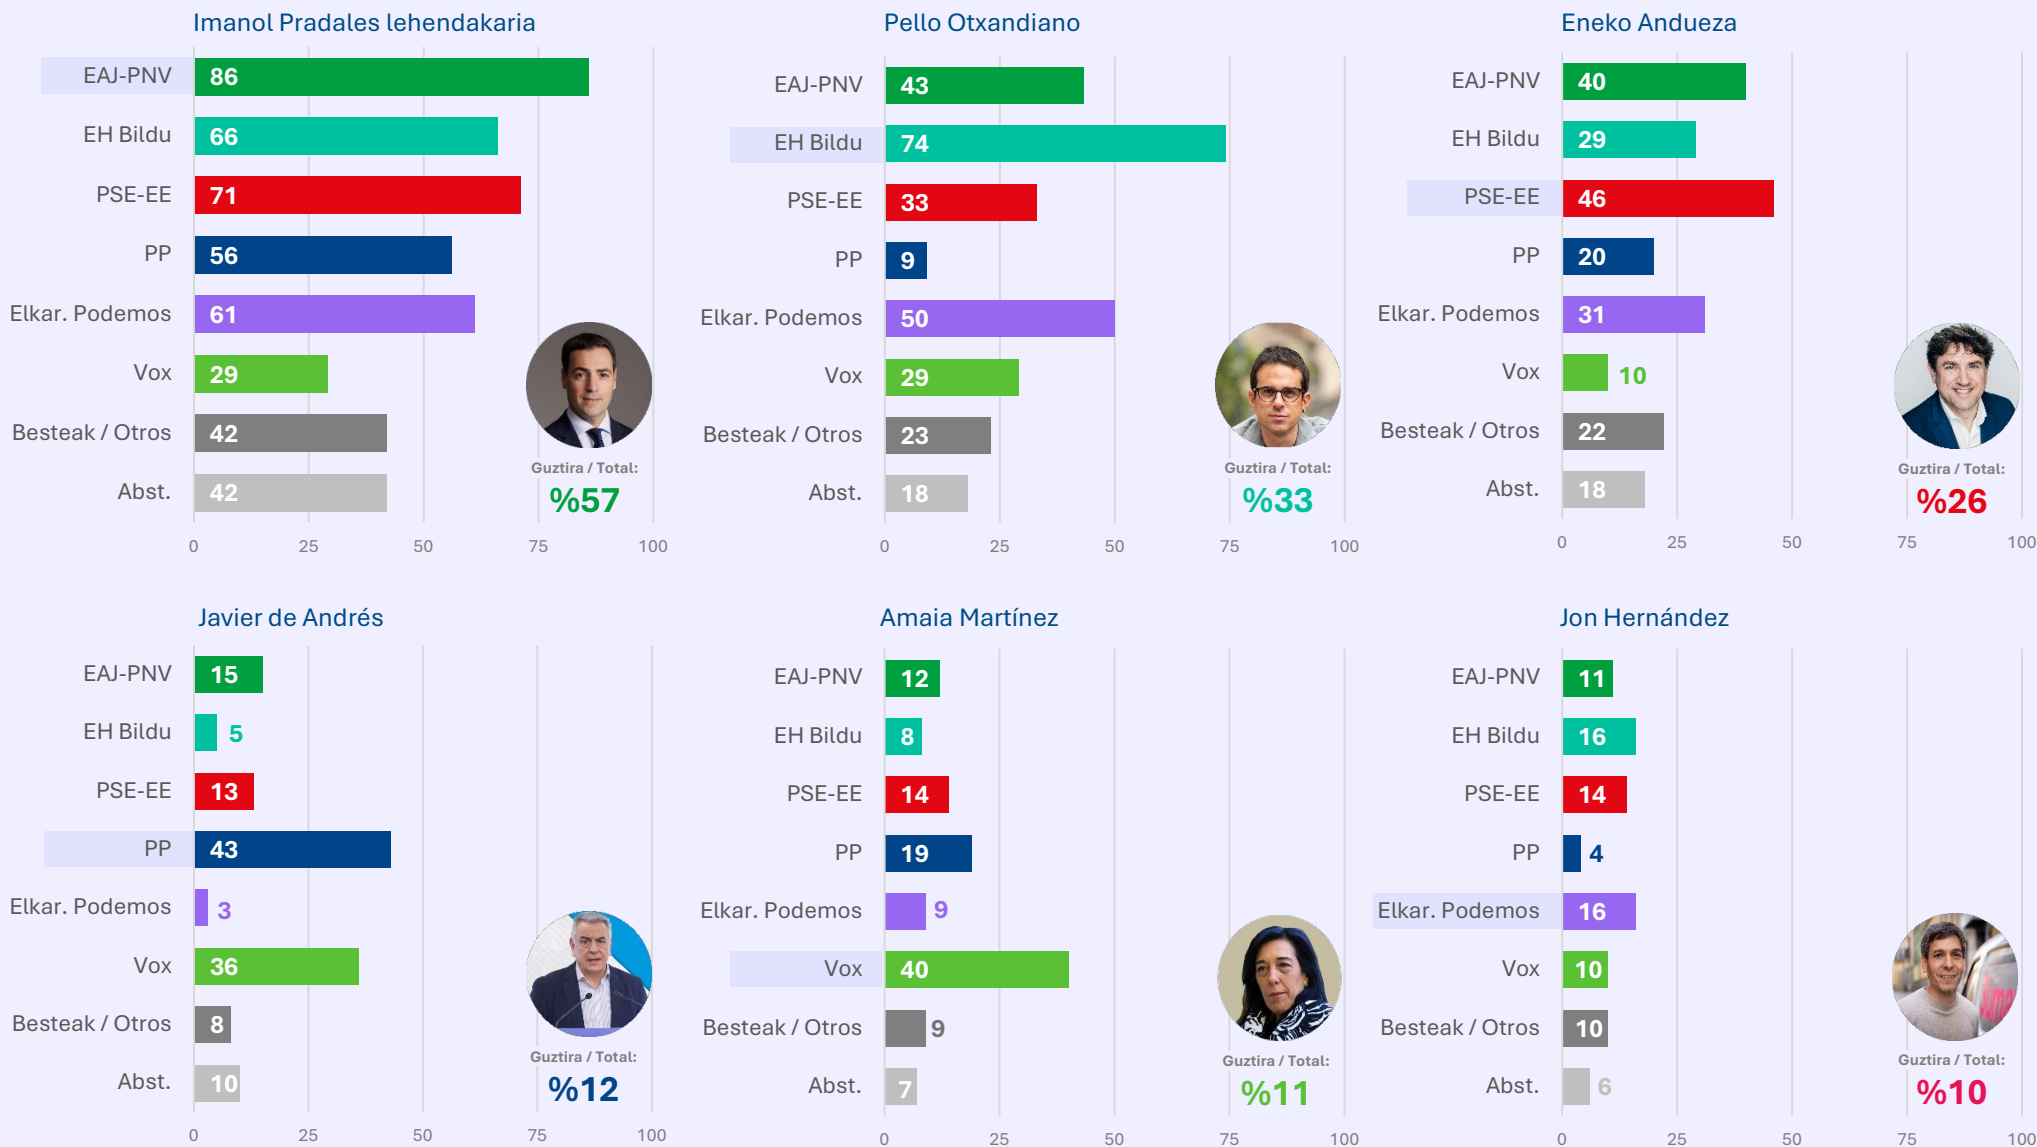 Imanol Pradales lehendakaria
EAJ-PNV 86
EH Bildu 66
PSE-EE 71
PP 56
Elkar. Podemos 61
Vox 29
Besteak / Otros 42
Abst. 42
Guztira / Total:
%57
0 25 50 75 100
Pello Otxandiano
EAJ-PNV 43
EH Bildu 74
PSE-EE 33
PP 9
Elkar. Podemos 50
Vox 29
Besteak / Otros 23
Abst. 18
Guztira / Total:
%33
0 25 50 75 100
Eneko Andueza
EAJ-PNV 40
EH Bildu 29
PSE-EE 46
PP 20
Elkar. Podemos 31
Vox 10
Besteak / Otros 22
Abst. 18
Guztira / Total:
%26
0 25 50 75 100
Javier de Andrés
EAJ-PNV 15
EH Bildu 5
PSE-EE 13
PP 43
Elkar. Podemos 3
Vox 36
Besteak / Otros 8
Abst. 10
Guztira / Total:
%12
0 25 50 75 100
Amaia Martínez
EAJ-PNV 12
EH Bildu 8
PSE-EE 14
PP 19
Elkar. Podemos 9
Vox 40
Besteak / Otros 9
Abst. 7
Guztira / Total:
%11
0 25 50 75 100
Jon Hernández
EAJ-PNV 11
EH Bildu 16
PSE-EE 14
PP 4
Elkar. Podemos 16
Vox 10
Besteak / Otros 10
Abst. 6
Guztira / Total:
%10
0 25 50 75 100